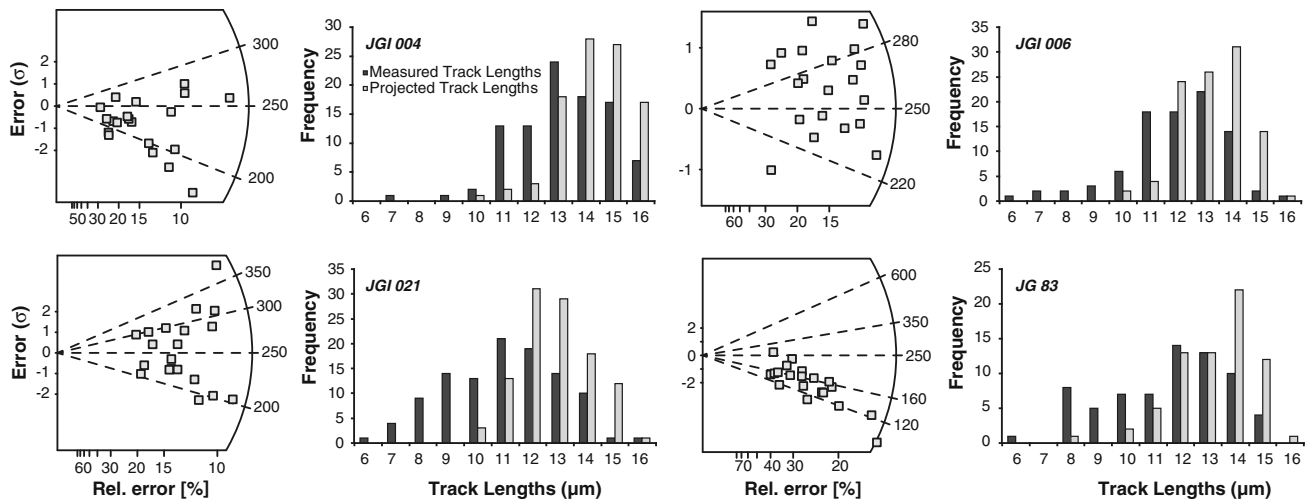 Error (σ)
2
1
0
-1
-2
300
250
200
50 30 20 15 10
Frequency
30
25
20
15
10
5
0
JGI 004
Measured Track Lengths
Projected Track Lengths
6 7 8 9 10 11 12 13 14 15 16
1
0
-1
280
250
220
60 30 20 15
Frequency
35
30
25
20
15
10
5
0
JGI 006
6 7 8 9 10 11 12 13 14 15 16
Error (σ)
2
1
0
-1
-2
350
300
250
200
60 30 20 15 10
Rel. error [%]
Frequency
35
30
25
20
15
10
5
0
JGI 021
6 7 8 9 10 11 12 13 14 15 16
Track Lengths (µm)
2
0
-2
600
350
250
160
120
70 40 30 20
Rel. error [%]
Frequency
25
20
15
10
5
0
JG 83
6 7 8 9 10 11 12 13 14 15 16
Track Lengths (µm)